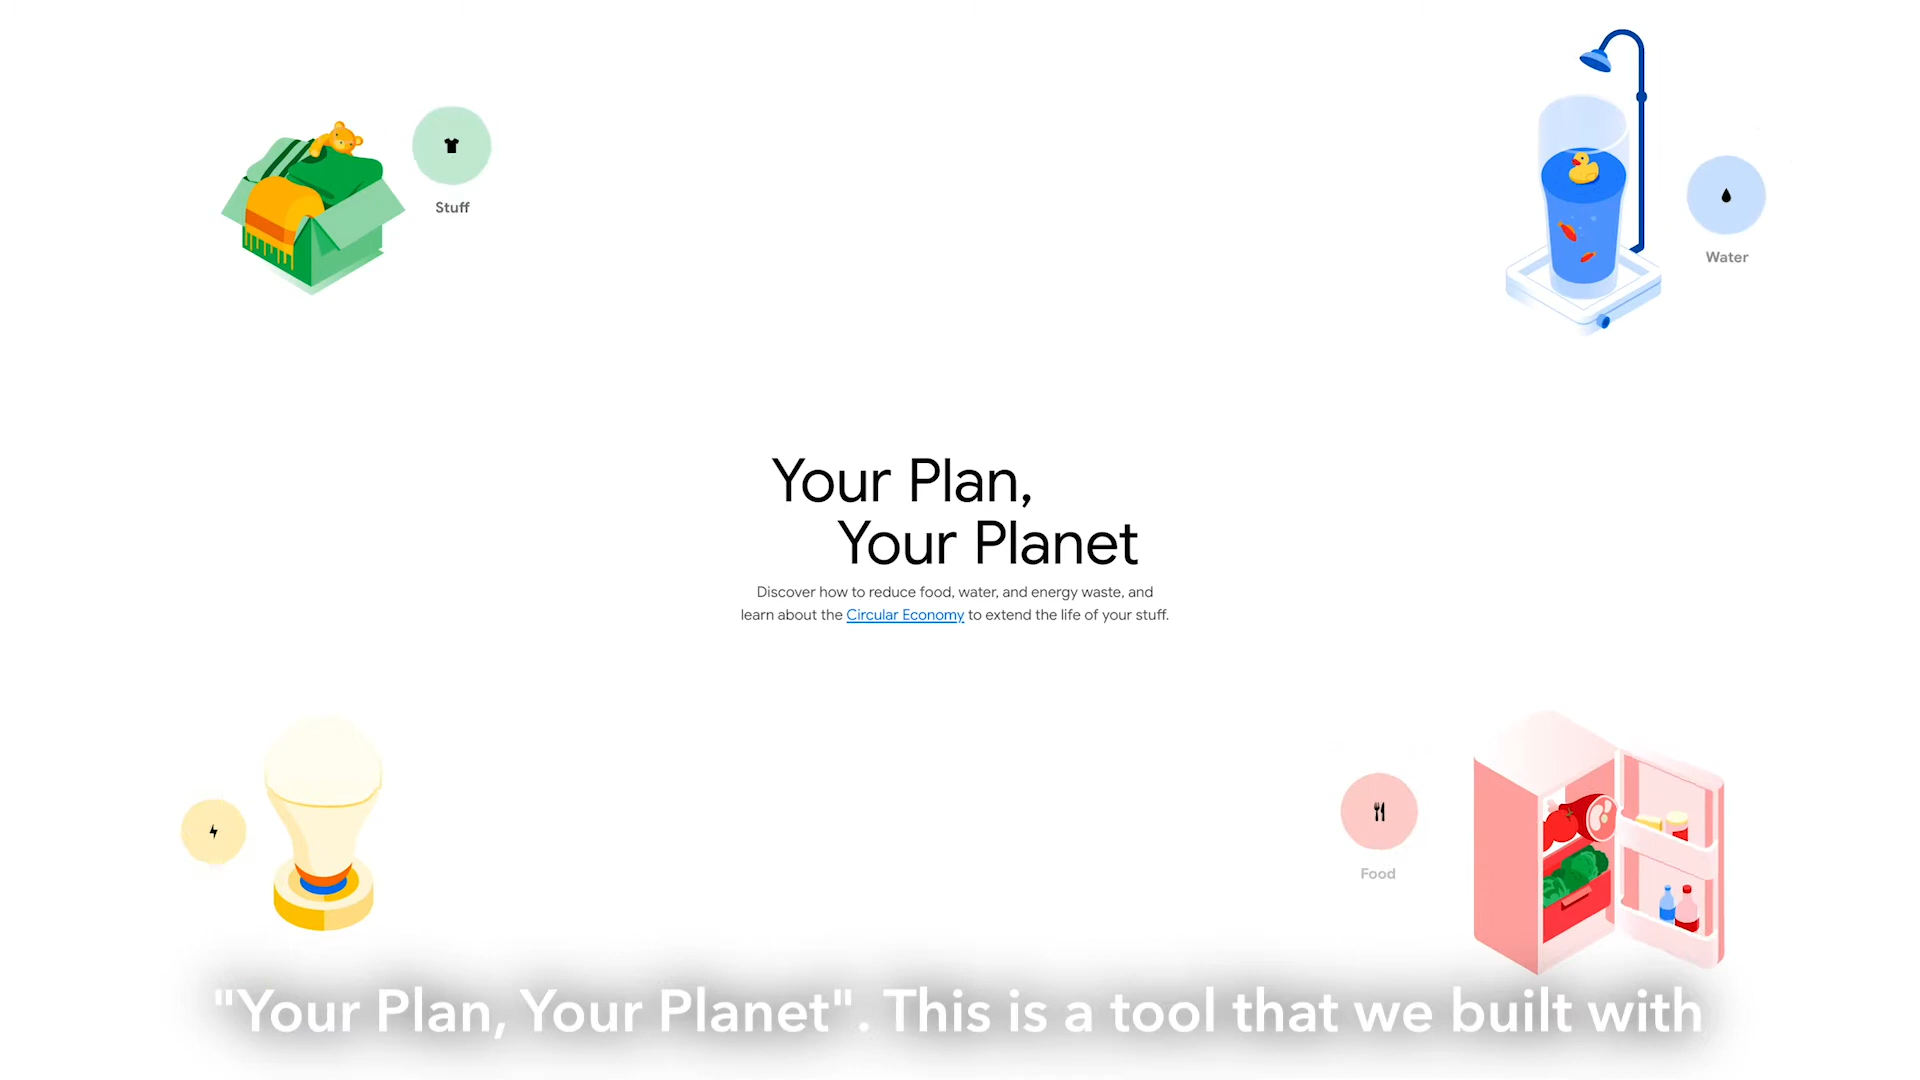 Stuff
Water
Your Plan,
Your Planet
Discover how to reduce food, water, and energy waste, and
learn about the Circular Economy to extend the life of your stuff.
Food
"Your Plan, Your Planet". This is a tool that we built with